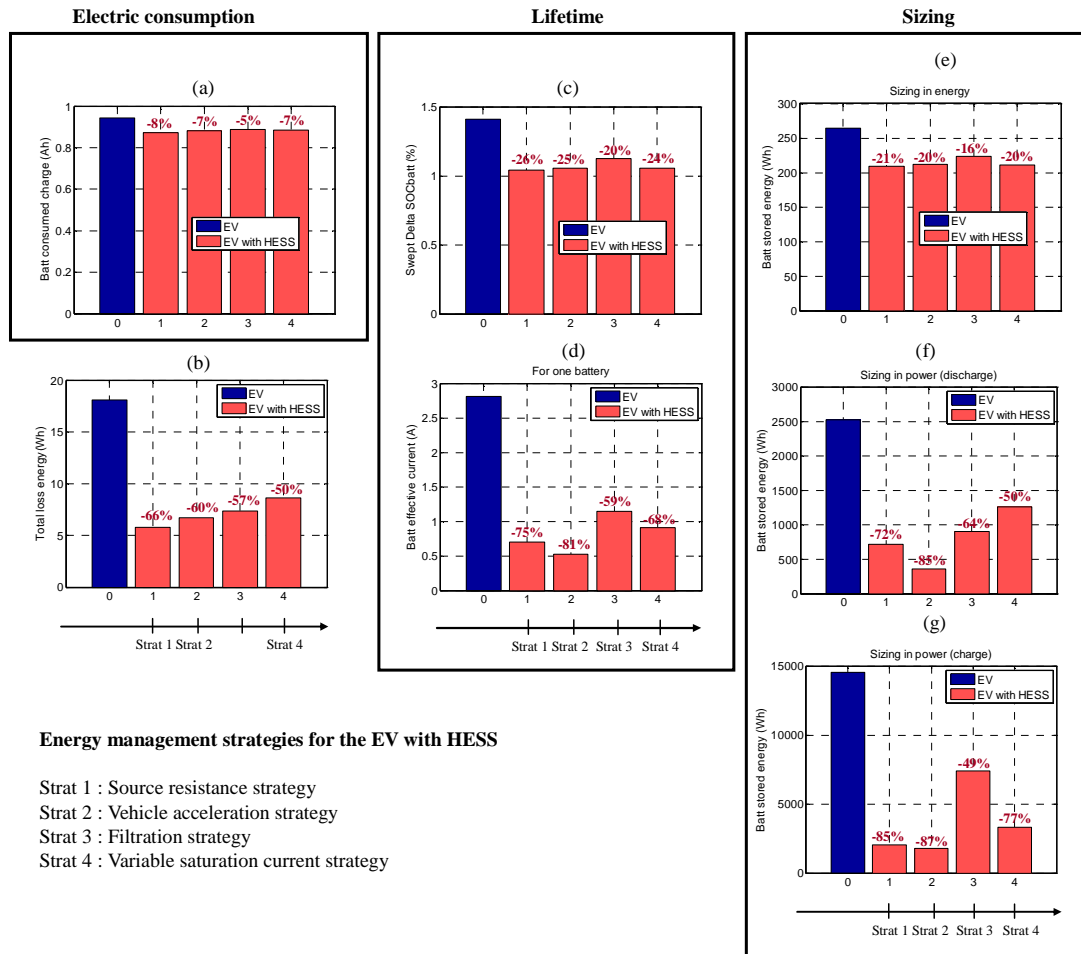 Electric consumption
Lifetime
Sizing
(a)
1
0.8
0.6
0.4
0.2
0
Batt consumed charge (Ah)
-8%
-7%
-5%
-7%
EV
EV with HESS
0 1 2 3 4
(b)
20
15
10
5
0
Total loss energy (Wh)
-66%
-60%
-57%
-50%
EV
EV with HESS
0 1 2 3 4
Strat 1 Strat 2 Strat 4
(c)
1.5
1
0.5
0
Swept Delta SOCbatt (%)
-26%
-25%
-20%
-24%
EV
EV with HESS
0 1 2 3 4
(d)
For one battery
3
2.5
2
1.5
1
0.5
0
Batt effective current (A)
-75%
-81%
-59%
-68%
EV
EV with HESS
0 1 2 3 4
Strat 1 Strat 2 Strat 3 Strat 4
(e)
Sizing in energy
300
250
200
150
100
50
0
Batt stored energy (Wh)
-21%
-20%
-16%
-20%
EV
EV with HESS
0 1 2 3 4
(f)
Sizing in power (discharge)
3000
2500
2000
1500
1000
500
0
Batt stored energy (Wh)
-72%
-85%
-64%
-50%
EV
EV with HESS
0 1 2 3 4
(g)
Sizing in power (charge)
15000
10000
5000
0
Batt stored energy (Wh)
-85%
-87%
-49%
-77%
EV
EV with HESS
0 1 2 3 4
Strat 1 Strat 2 Strat 3 Strat 4
Energy management strategies for the EV with HESS
Strat 1 : Source resistance strategy
Strat 2 : Vehicle acceleration strategy
Strat 3 : Filtration strategy
Strat 4 : Variable saturation current strategy